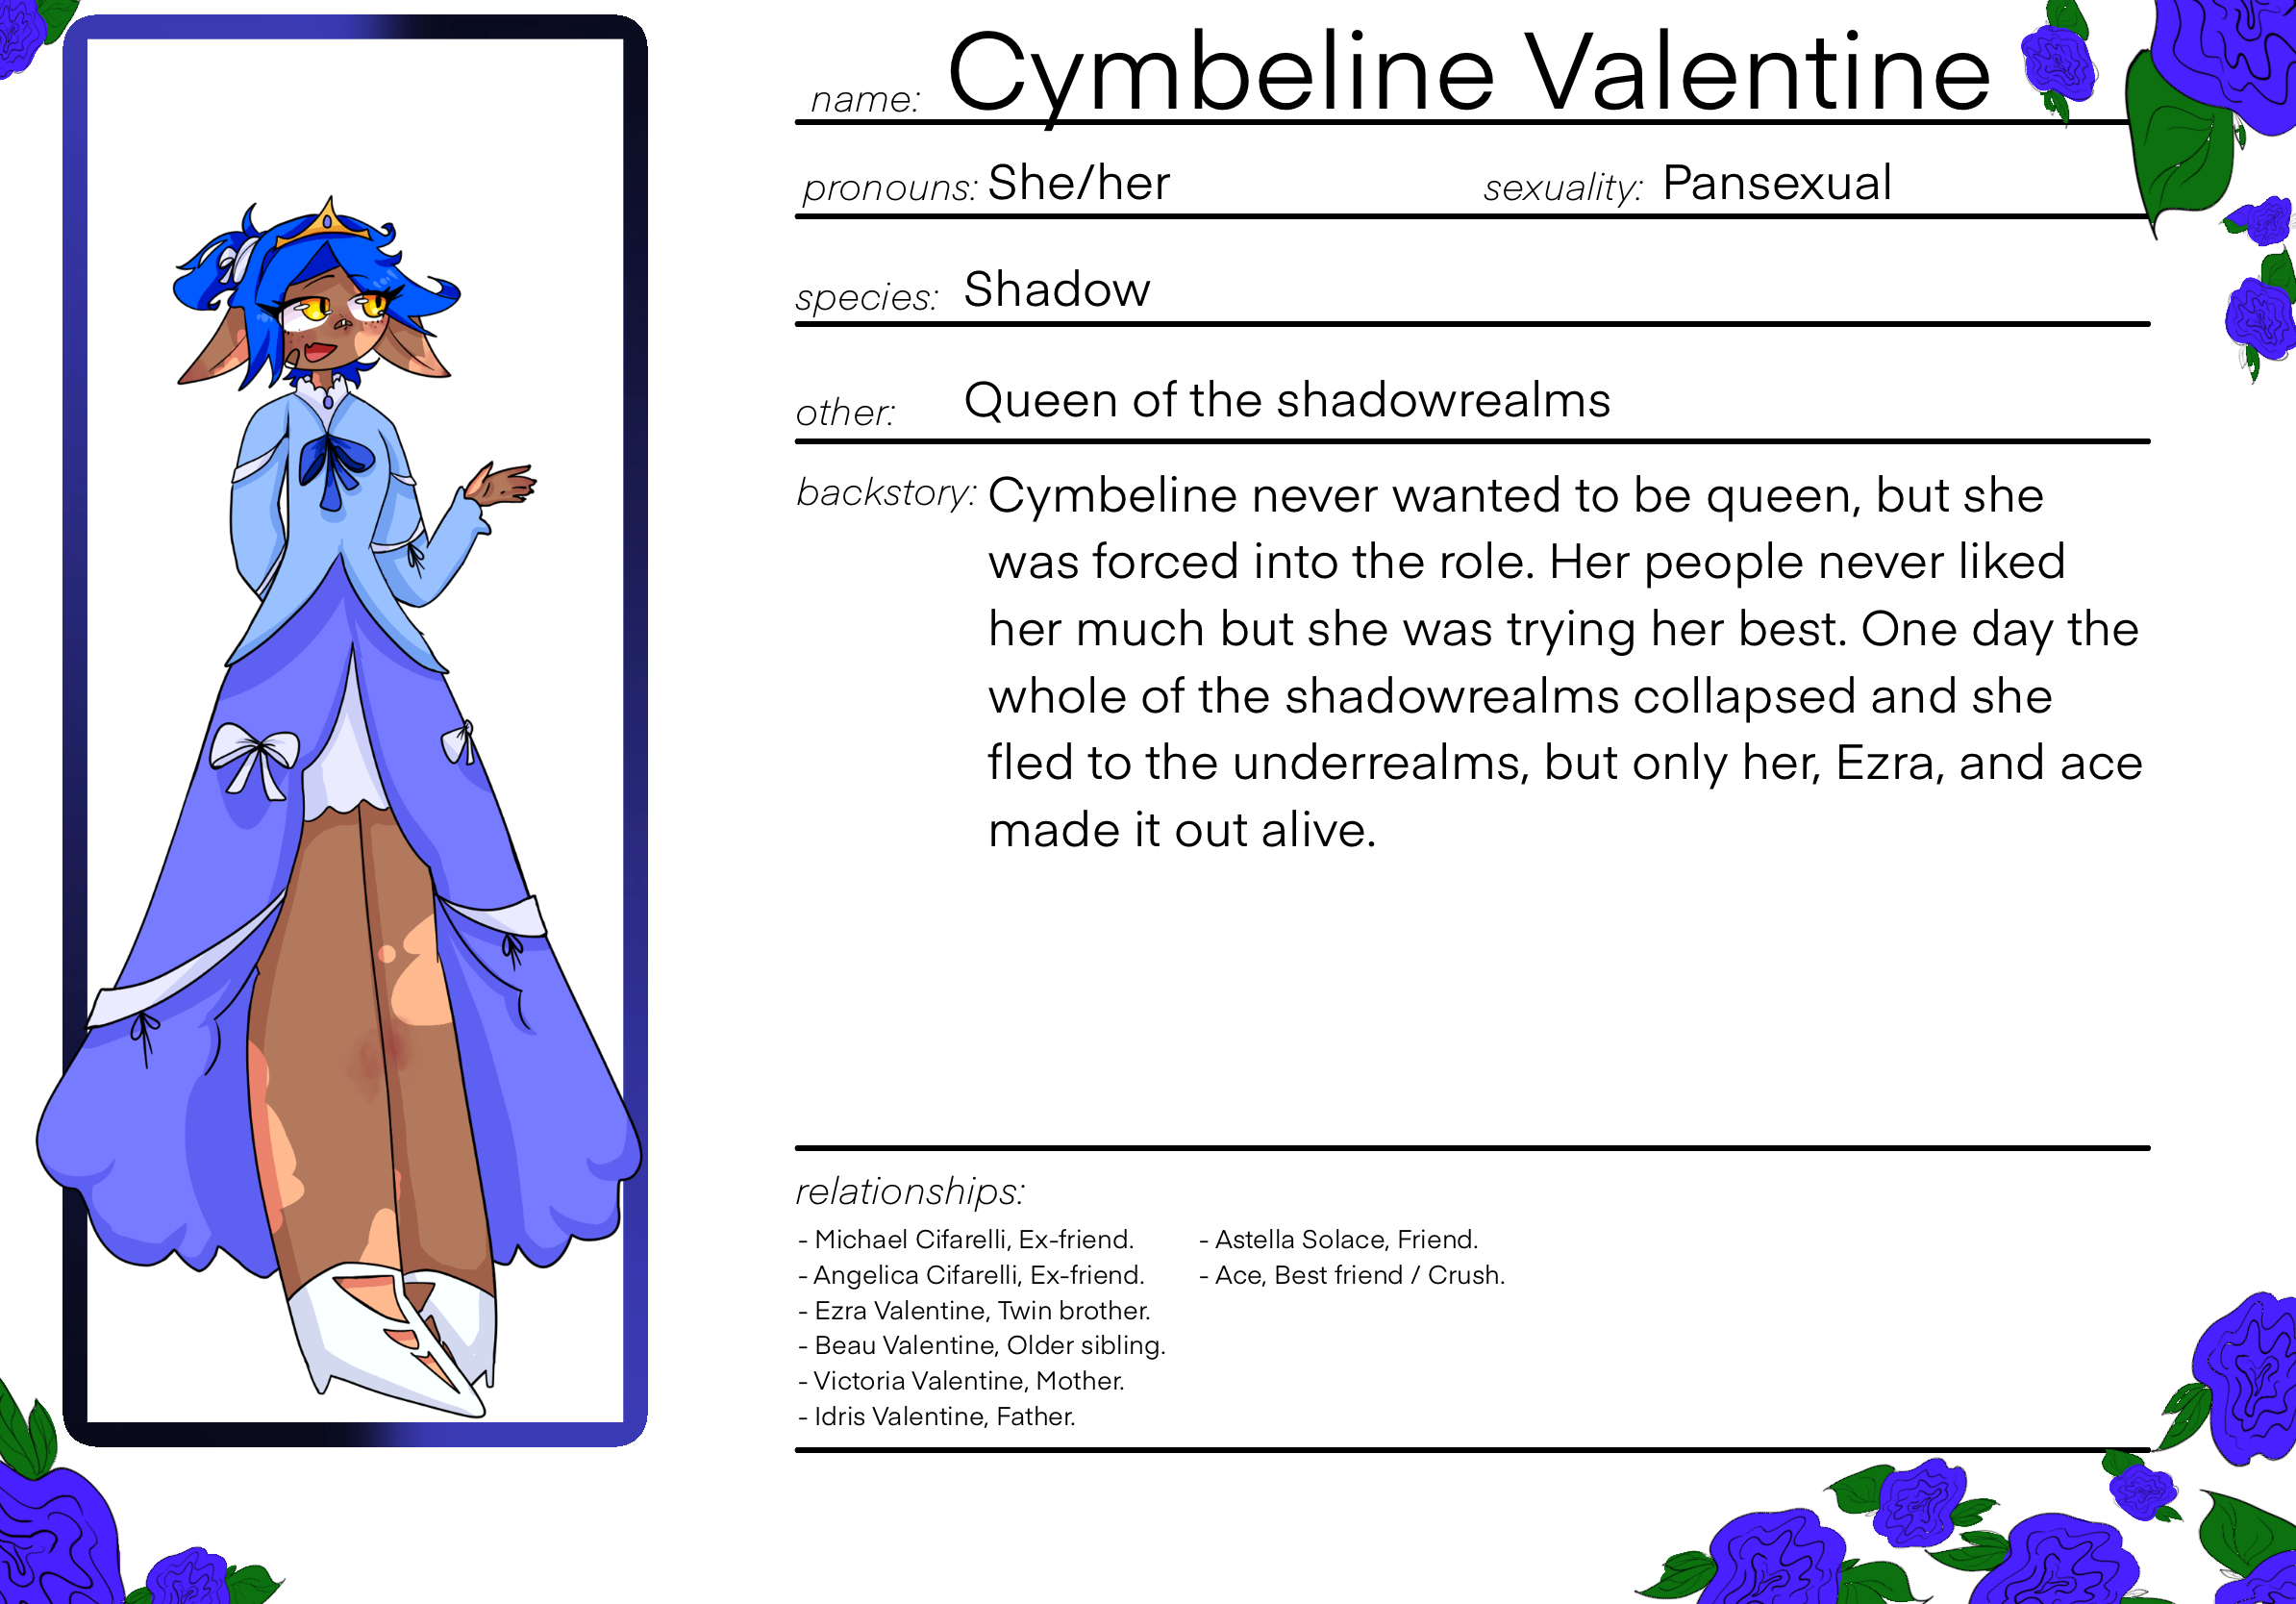 name: Cymbeline Valentine
pronouns: She/her sexuality: Pansexual
species: Shadow
other: Queen of the shadowrealms
backstory: Cymbeline never wanted to be queen, but she
was forced into the role. Her people never liked
her much but she was trying her best. One day the
whole of the shadowrealms collapsed and she
fled to the underrealms, but only her, Ezra, and ace
made it out alive.
relationships:
- Michael Cifarelli, Ex-friend.
- Angelica Cifarelli, Ex-friend.
- Ezra Valentine, Twin brother.
- Beau Valentine, Older sibling.
- Victoria Valentine, Mother.
- Idris Valentine, Father.
- Astella Solace, Friend.
- Ace, Best friend / Crush.